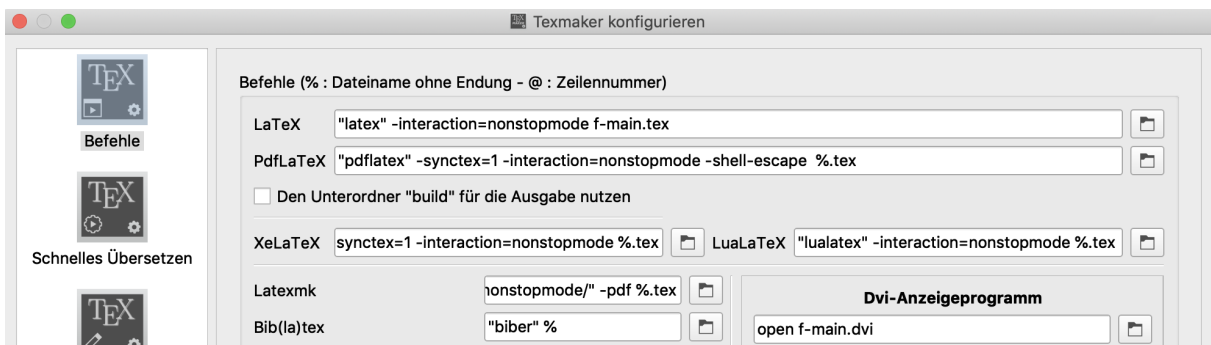 Texmaker konfigurieren
TEX
Befehle
TEX
Schnelles Übersetzen
TEX
Befehle (% : Dateiname ohne Endung - @ : Zeilennummer)
LaTeX "latex" -interaction=nonstopmode f-main.tex
PdfLaTeX "pdflatex" -synctex=1 -interaction=nonstopmode -shell-escape  %.tex
Den Unterordner "build" für die Ausgabe nutzen
XeLaTeX synctex=1 -interaction=nonstopmode %.tex LuaLaTeX "lualatex" -interaction=nonstopmode %.tex
Latexmk nonstopmode/" -pdf %.tex Dvi-Anzeigeprogramm
Bib(la)tex "biber" % open f-main.dvi